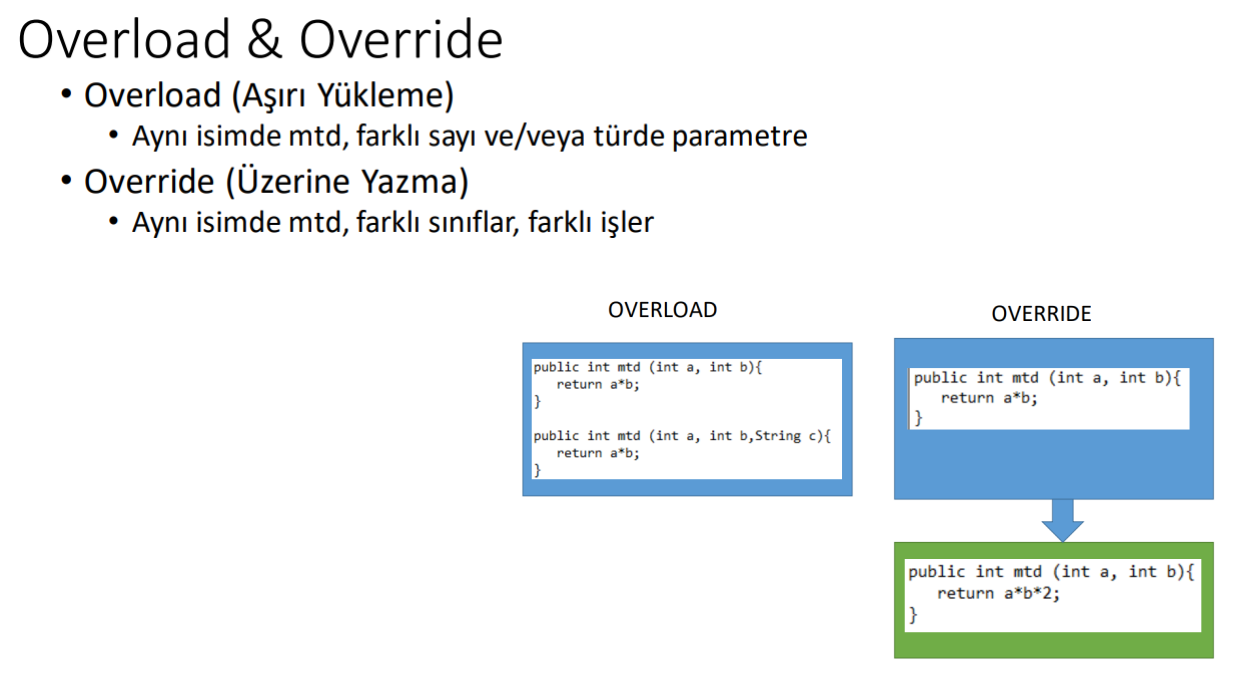 Overload & Override
• Overload (Aşırı Yükleme)
• Aynı isimde mtd, farklı sayı ve/veya türde parametre
• Override (Üzerine Yazma)
• Aynı isimde mtd, farklı sınıflar, farklı işler
OVERLOAD
public int mtd (int a, int b){
return a*b;
}
public int mtd (int a, int b,String c){
return a*b;
}
OVERRIDE
public int mtd (int a, int b){
return a*b;
}
public int mtd (int a, int b){
return a*b*2;
}